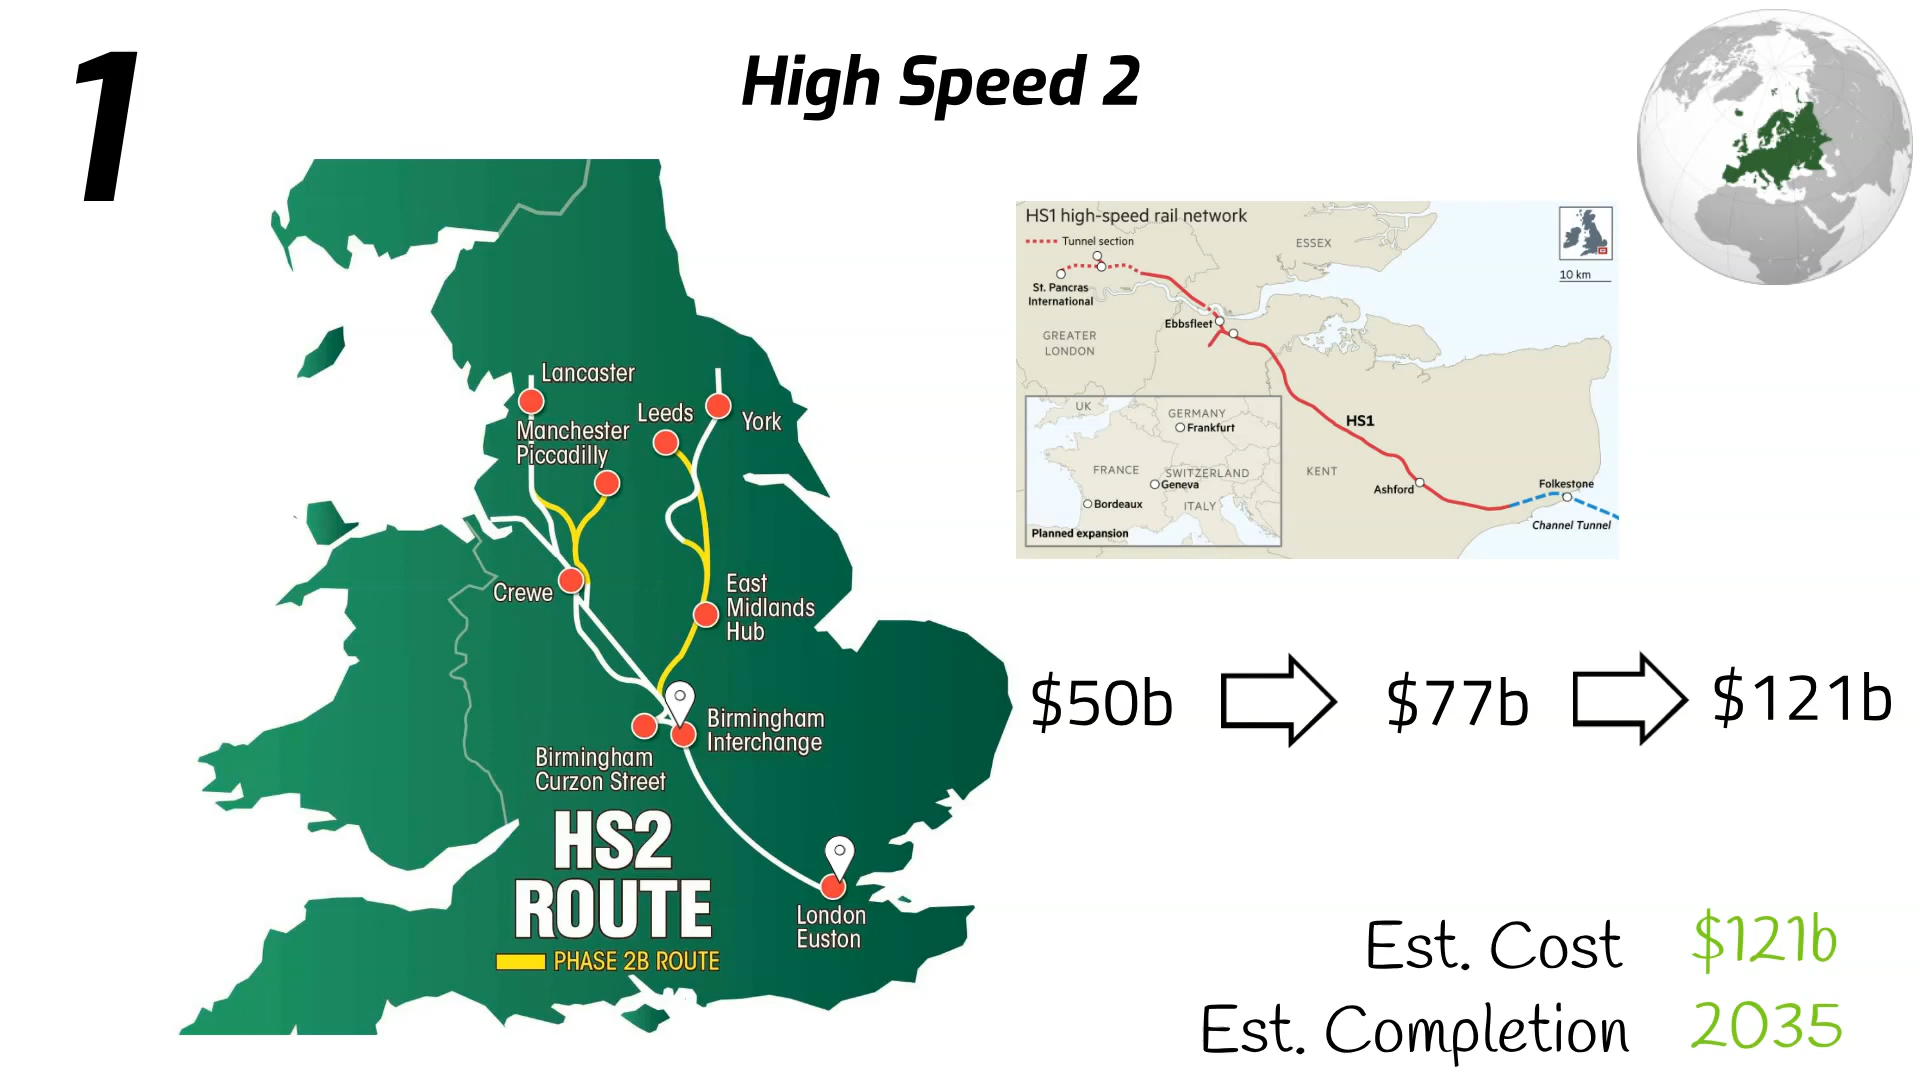 1
High Speed 2
Lancaster
Leeds
York
Manchester
Piccadilly
Crewe
East
Midlands
Hub
Birmingham
Interchange
Birmingham
Curzon Street
HS2
ROUTE
PHASE 2B ROUTE
London
Euston
HS1 high-speed rail network
Tunnel section
ESSEX
10 km
St. Pancras
International
Ebbsfleet
GREATER
LONDON
HS1
KENT
Ashford
Folkestone
Channel Tunnel
UK
GERMANY
Frankfurt
FRANCE
SWITZERLAND
Geneva
Bordeaux
ITALY
Planned expansion
$50b $77b $121b
Est. Cost $121b
Est. Completion 2035